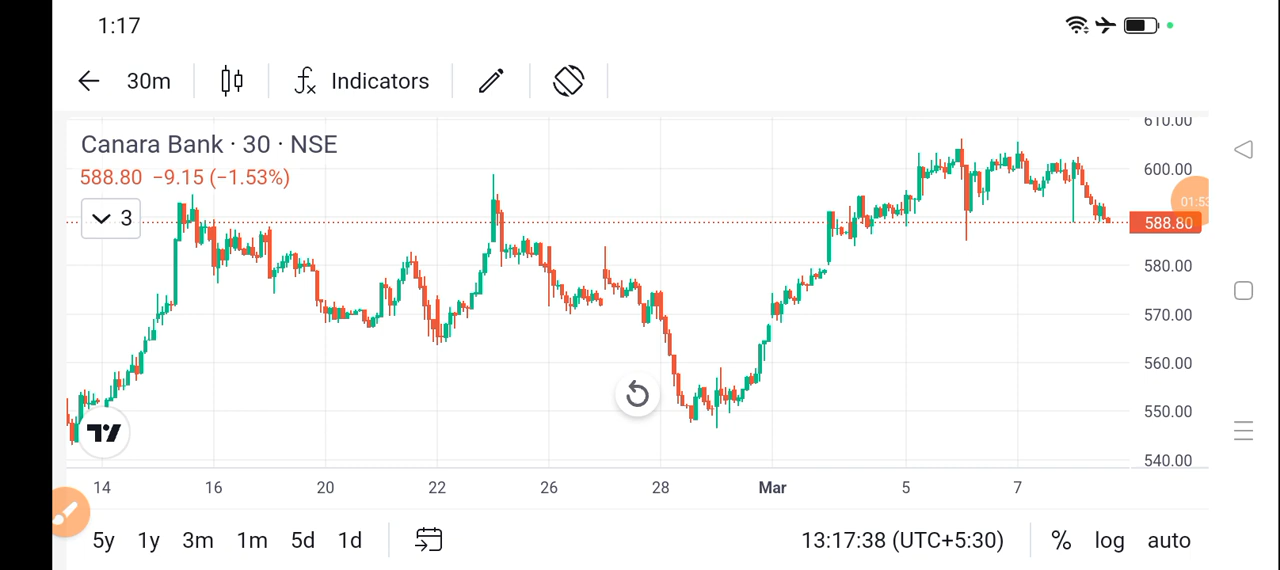 1:17
30m
Indicators
Canara Bank · 30 · NSE
588.80 −9.15 (−1.53%)
3
610.00
600.00
01:53
588.80
580.00
570.00
560.00
550.00
540.00
14 16 20 22 26 28 Mar 5 7
5y 1y 3m 1m 5d 1d 13:17:38 (UTC+5:30) % log auto